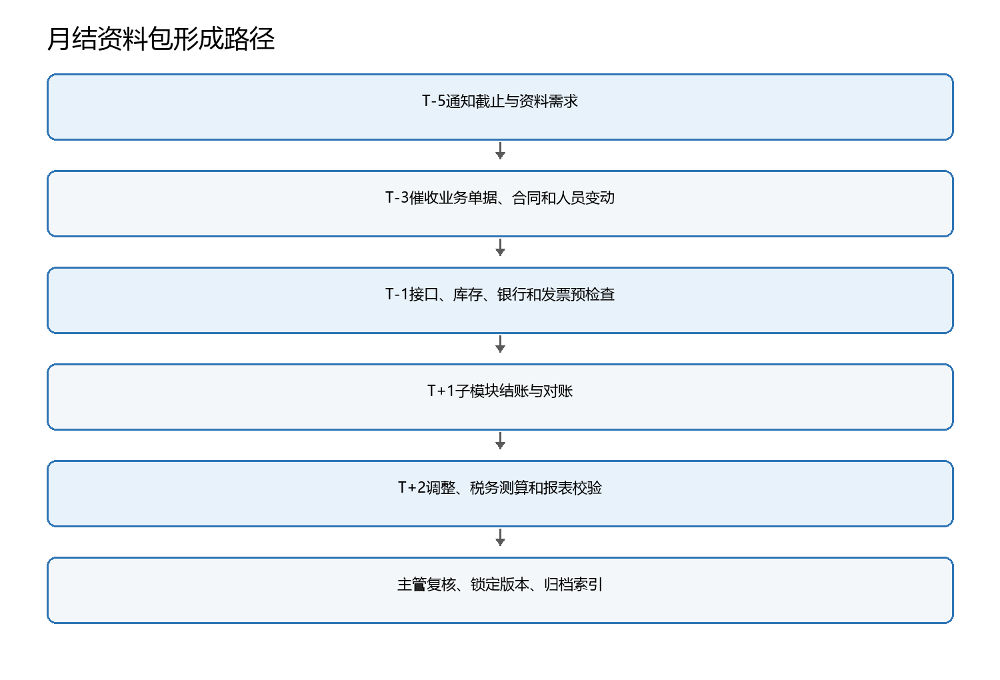 月结资料包形成路径
T-5通知截止与资料需求
T-3催收业务单据、合同和人员变动
T-1接口、库存、银行和发票预检查
T+1子模块结账与对账
T+2调整、税务测算和报表校验
主管复核、锁定版本、归档索引